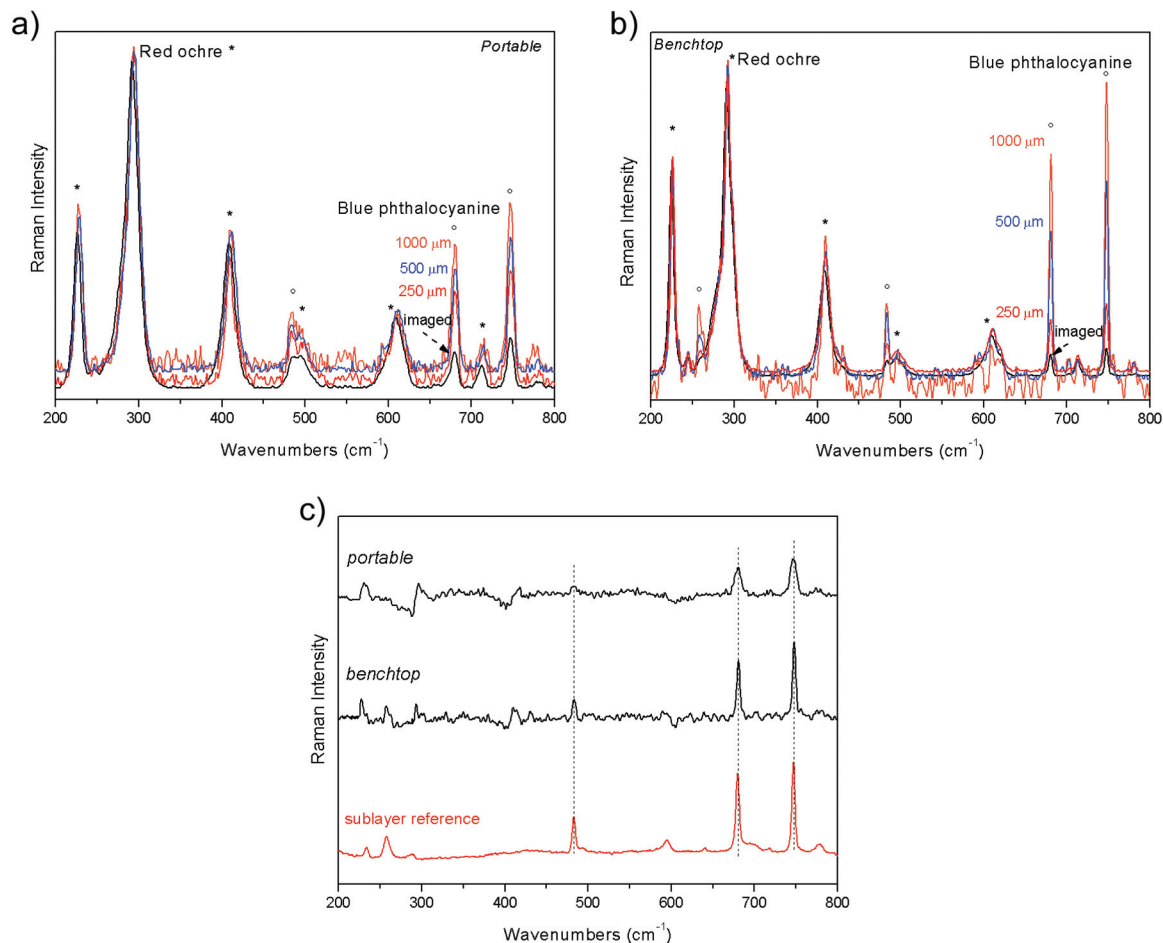 a)
Red ochre *
Portable
*
*
Blue phthalocyanine
1000 μm
500 μm
250 μm
imaged
*
*
*
Raman Intensity
200 300 400 500 600 700 800
Wavenumbers (cm-1)
b)
Benchtop
* Red ochre
Blue phthalocyanine
*
*
1000 μm
500 μm
250 μm
imaged
*
*
Raman Intensity
200 300 400 500 600 700 800
Wavenumbers (cm-1)
c)
portable
benchtop
sublayer reference
Raman Intensity
200 300 400 500 600 700 800
Wavenumbers (cm-1)